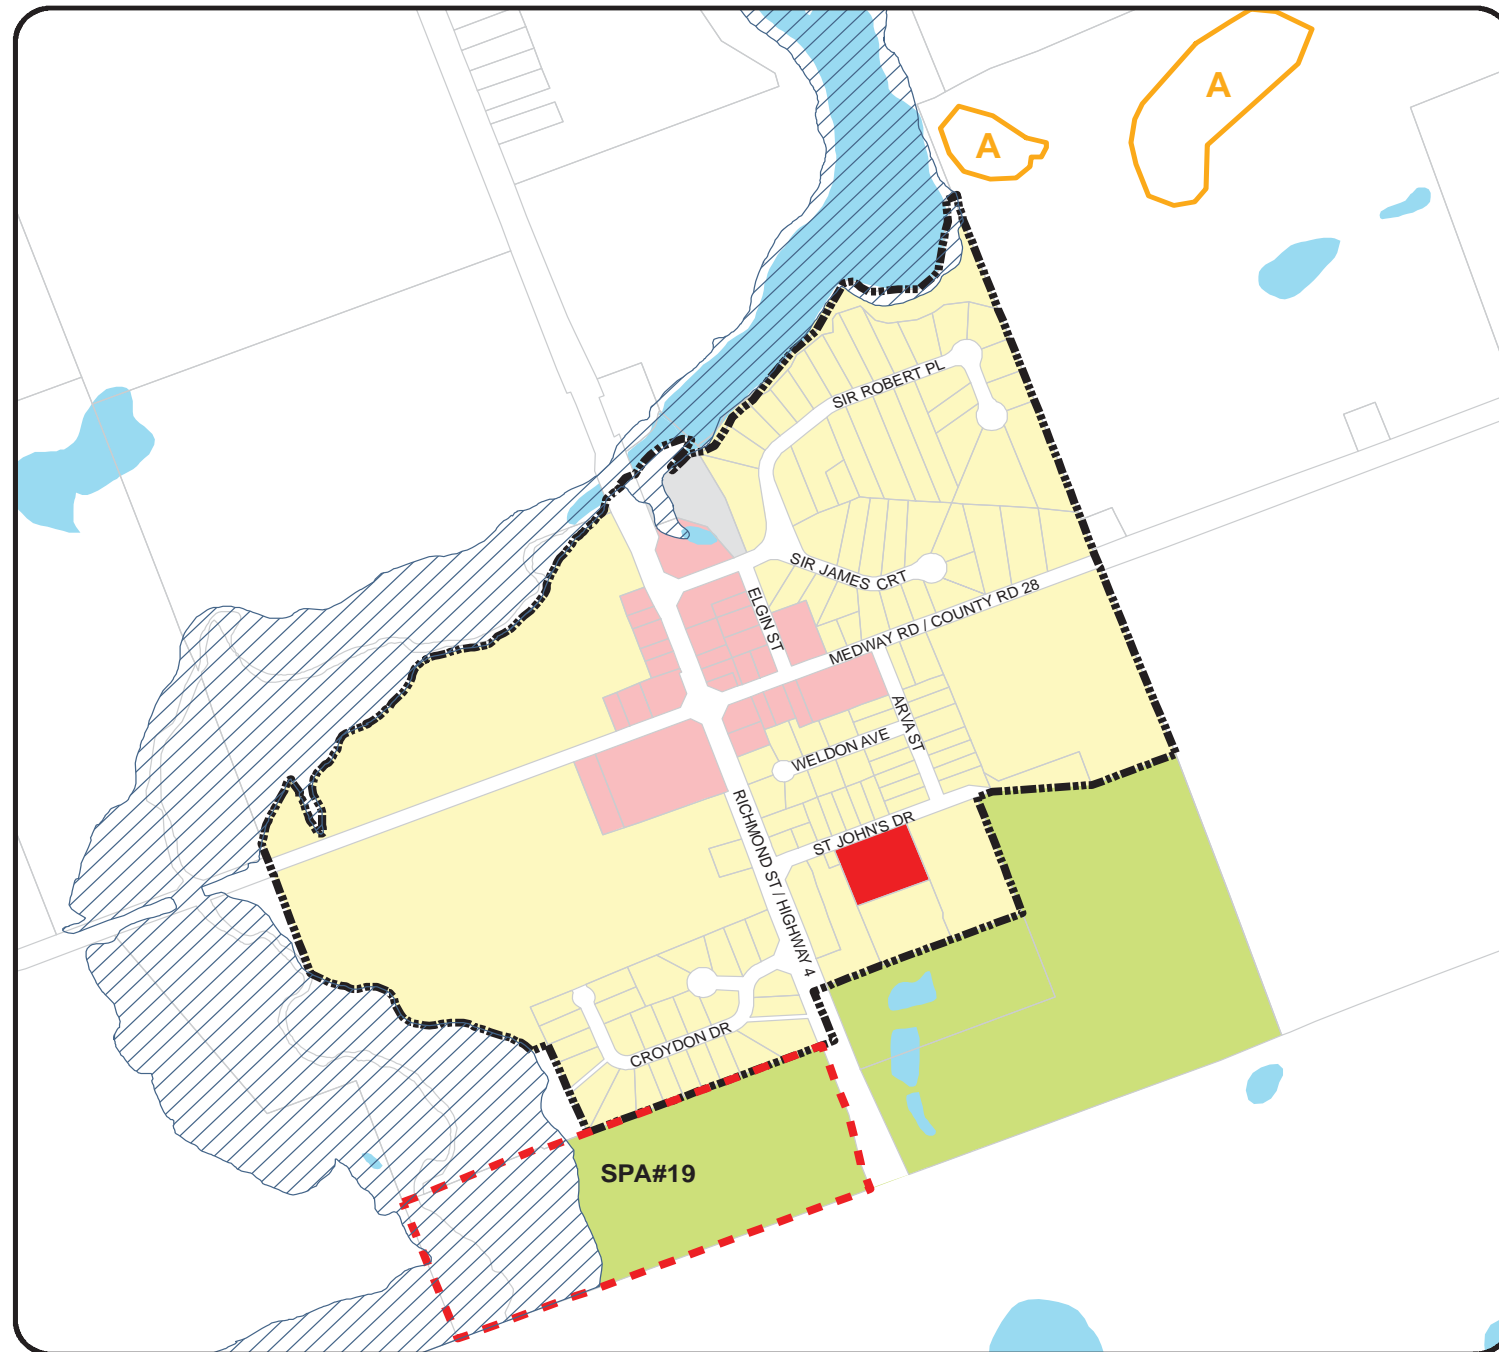 A
A
SIR ROBERT PL
SIR JAMES CRT
ELGIN ST
MEDWAY RD / COUNTY RD 28
ARVA ST
WELDON AVE
RICHMOND ST / HIGHWAY 4
ST JOHN'S DR
CROYDON DR
SPA#19